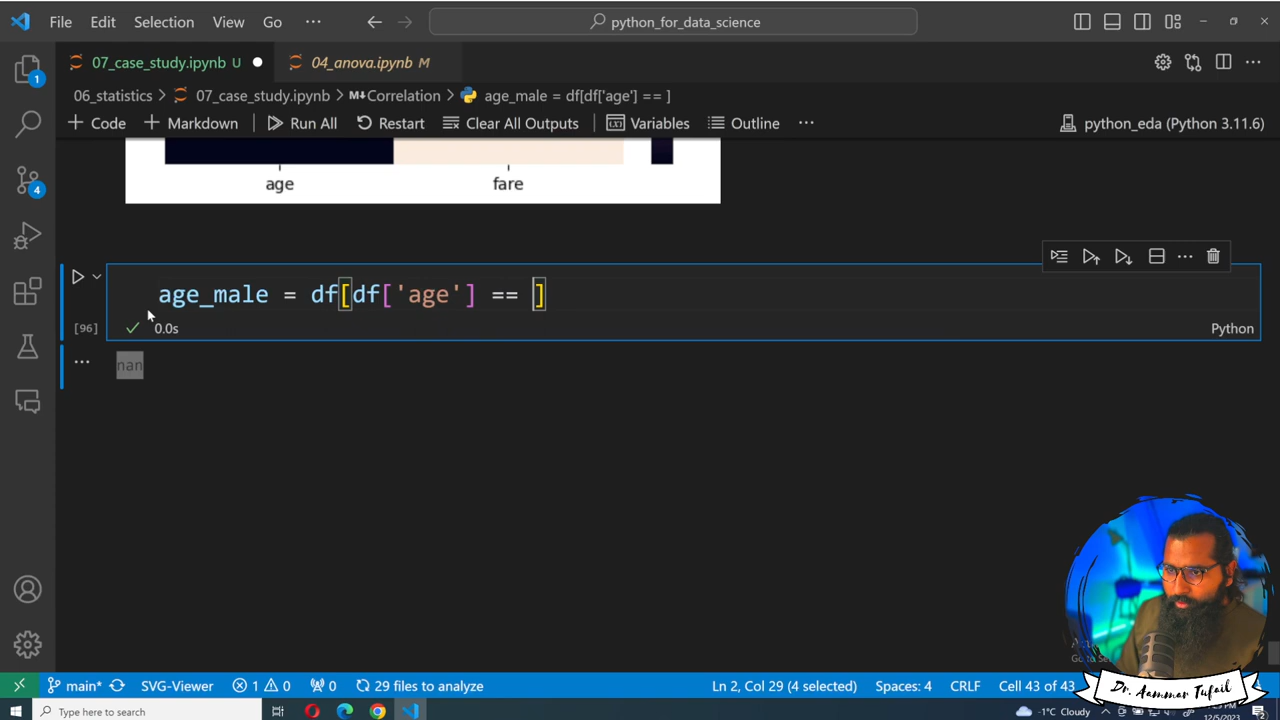 File Edit Selection View Go ··· python_for_data_science
07_case_study.ipynb U 04_anova.ipynb M
06_statistics > 07_case_study.ipynb > M↓Correlation > age_male = df[df['age'] == ]
+ Code + Markdown Run All Restart Clear All Outputs Variables Outline ··· python_eda (Python 3.11.6)
age fare
age_male = df[df['age'] == ]
[96] 0.0s Python
nan
1
4
main* SVG-Viewer 1 0 0 29 files to analyze Ln 2, Col 29 (4 selected) Spaces: 4 CRLF Cell 43 of 43
Dr. Aammar Tufail
Type here to search -1°C Cloudy 12/5/2023